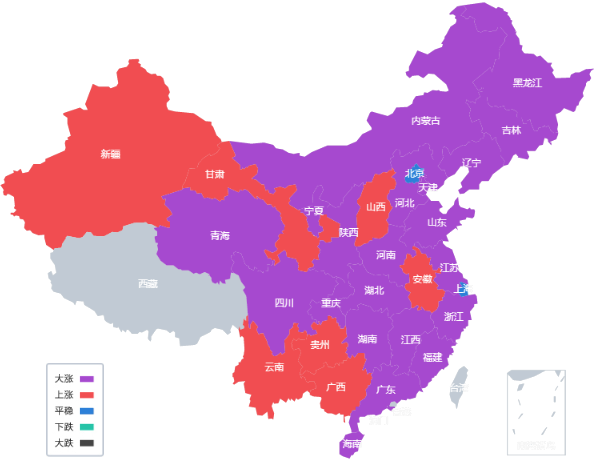 黑龙江
内蒙古
吉林
新疆
辽宁
甘肃
北京
天津
宁夏
山西
河北
山东
青海
陕西
河南
江苏
西藏
安徽
上海
四川
重庆
湖北
浙江
贵州
湖南
江西
福建
云南
广西
广东
台湾
海南
大涨
上涨
平稳
下跌
大跌